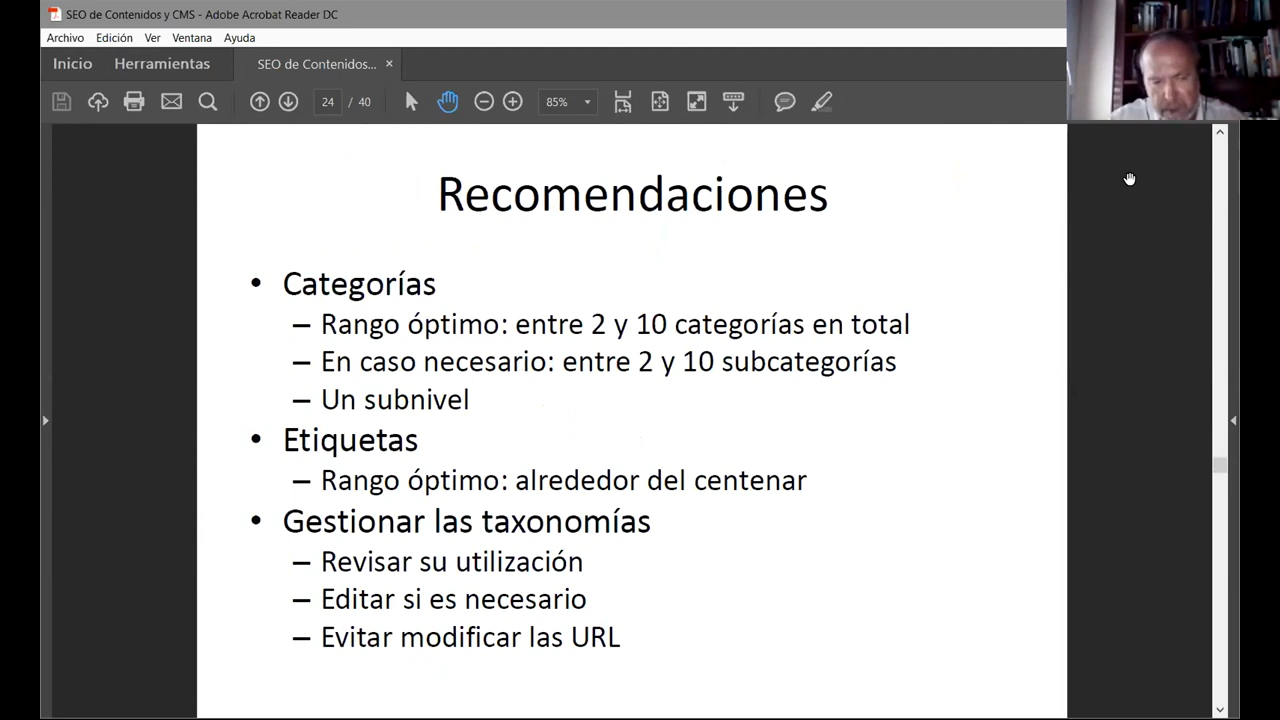 SEO de Contenidos y CMS - Adobe Acrobat Reader DC
Archivo Edición Ver Ventana Ayuda
Inicio Herramientas SEO de Contenidos... ×
24 / 40 85%
Recomendaciones
• Categorías
– Rango óptimo: entre 2 y 10 categorías en total
– En caso necesario: entre 2 y 10 subcategorías
– Un subnivel
• Etiquetas
– Rango óptimo: alrededor del centenar
• Gestionar las taxonomías
– Revisar su utilización
– Editar si es necesario
– Evitar modificar las URL